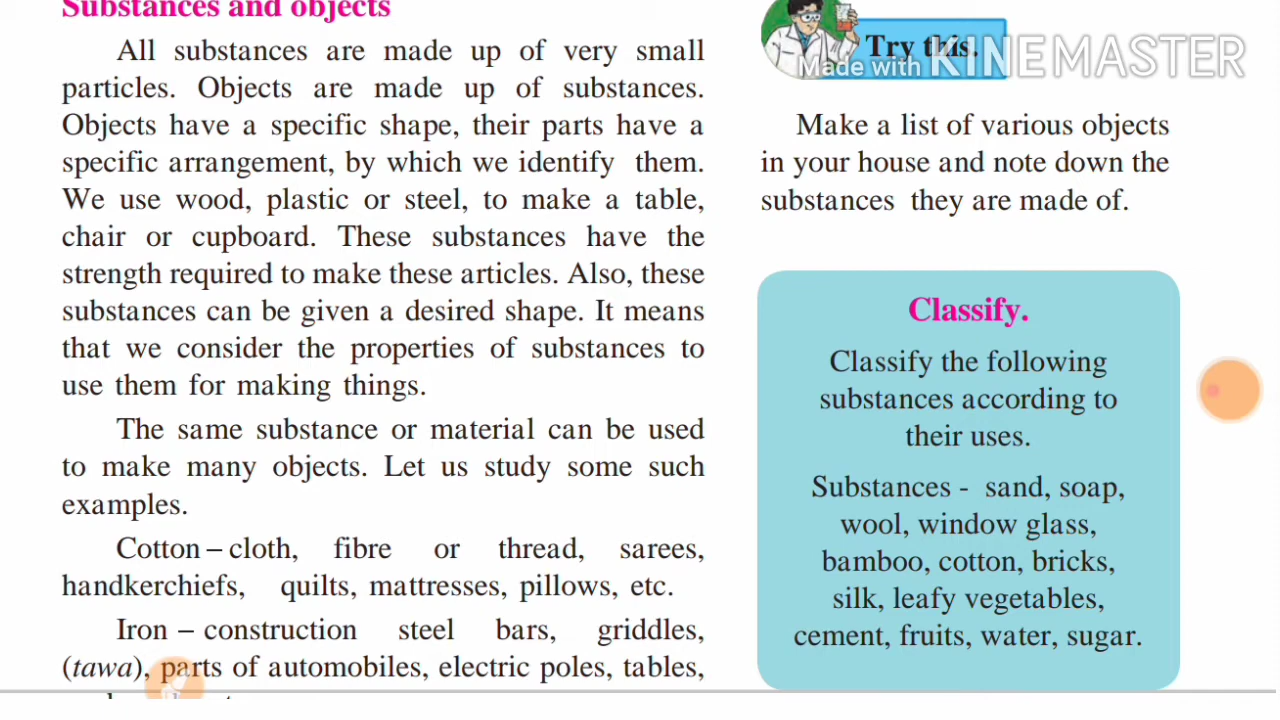 Substances and objects
All substances are made up of very small
particles. Objects are made up of substances.
Objects have a specific shape, their parts have a
specific arrangement, by which we identify them.
We use wood, plastic or steel, to make a table,
chair or cupboard. These substances have the
strength required to make these articles. Also, these
substances can be given a desired shape. It means
that we consider the properties of substances to
use them for making things.
The same substance or material can be used
to make many objects. Let us study some such
examples.
Cotton – cloth, fibre or thread, sarees,
handkerchiefs, quilts, mattresses, pillows, etc.
Iron – construction steel bars, griddles,
(tawa), parts of automobiles, electric poles, tables,
Try this.
Made with KINEMASTER
Make a list of various objects
in your house and note down the
substances they are made of.
Classify.
Classify the following
substances according to
their uses.
Substances - sand, soap,
wool, window glass,
bamboo, cotton, bricks,
silk, leafy vegetables,
cement, fruits, water, sugar.